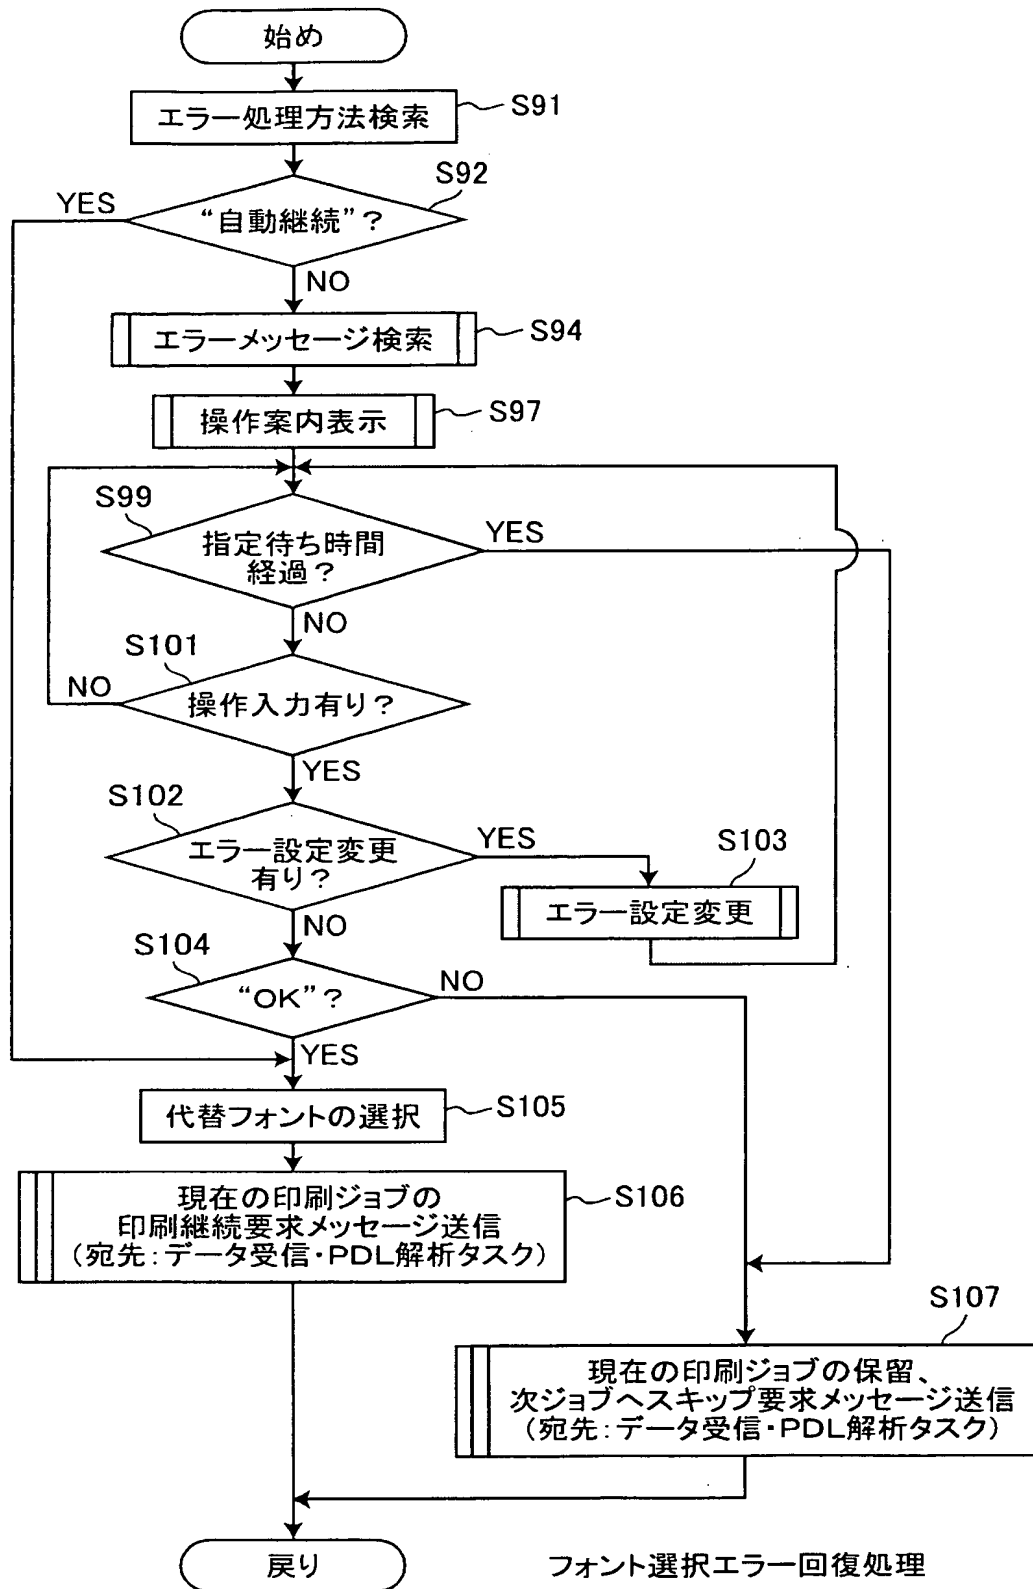 始め
エラー処理方法検索
S91
S92
YES
“自動継続”?
NO
エラーメッセージ検索
S94
操作案内表示
S97
S99
YES
指定待ち時間
経過?
NO
S101
NO
操作入力有り?
YES
S102
YES
エラー設定変更
有り?
S103
エラー設定変更
NO
S104
NO
“OK”?
YES
代替フォントの選択
S105
現在の印刷ジョブの
印刷継続要求メッセージ送信
(宛先:データ受信・PDL解析タスク)
S106
S107
現在の印刷ジョブの保留、
次ジョブへスキップ要求メッセージ送信
(宛先:データ受信・PDL解析タスク)
戻り
フォント選択エラー回復処理